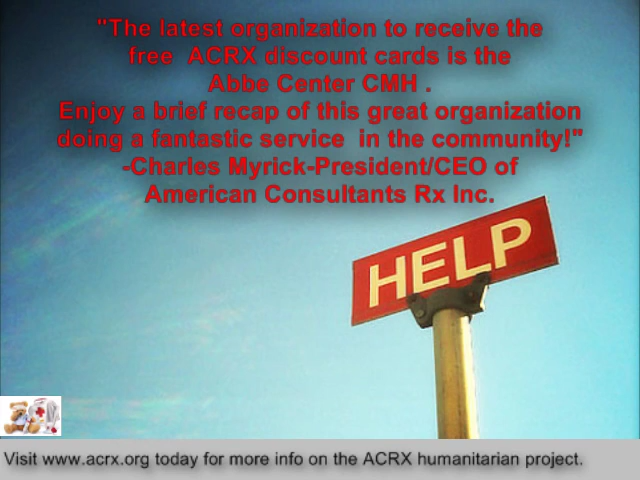 "The latest organization to receive the
free  ACRX discount cards is the
Abbe Center CMH .
Enjoy a brief recap of this great organization
doing a fantastic service  in the community!"
-Charles Myrick-President/CEO of
American Consultants Rx Inc.
HELP
Visit www.acrx.org today for more info on the ACRX humanitarian project.